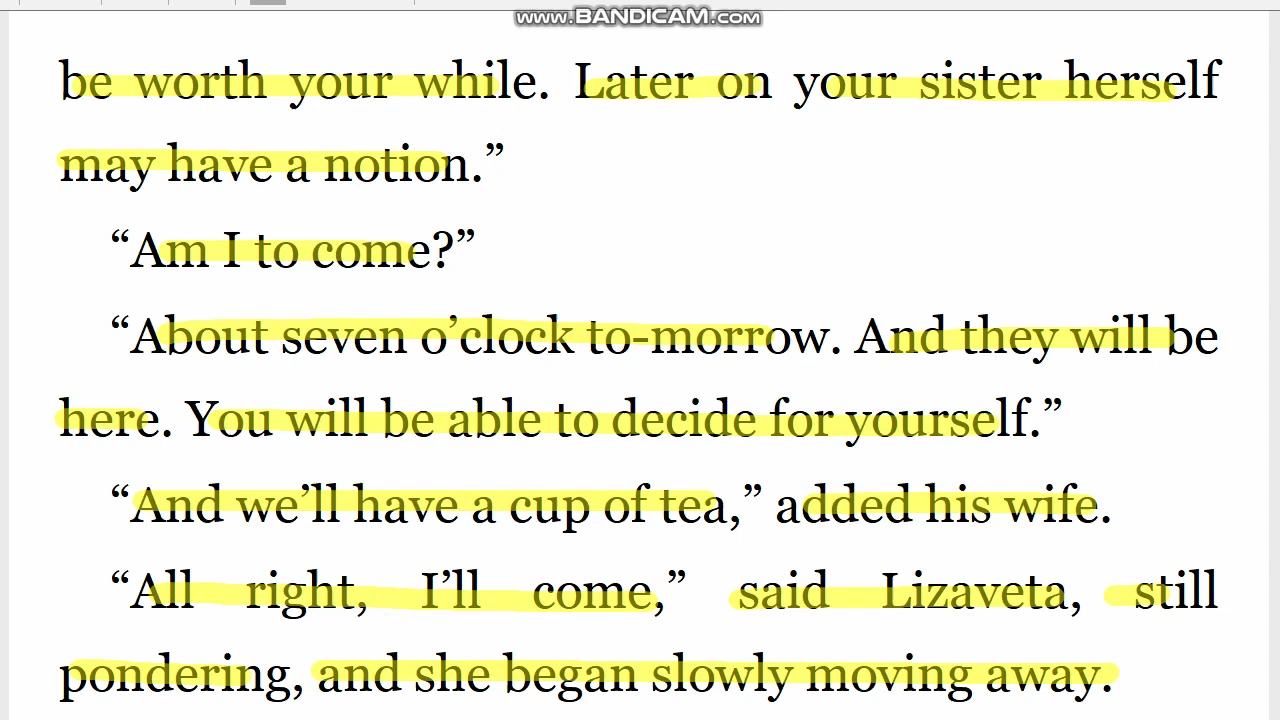 www.BANDICAM.com
be worth your while. Later on your sister herself
may have a notion.”
“Am I to come?”
“About seven o’clock to-morrow. And they will be
here. You will be able to decide for yourself.”
“And we’ll have a cup of tea,” added his wife.
“All right, I’ll come,” said Lizaveta, still
pondering, and she began slowly moving away.